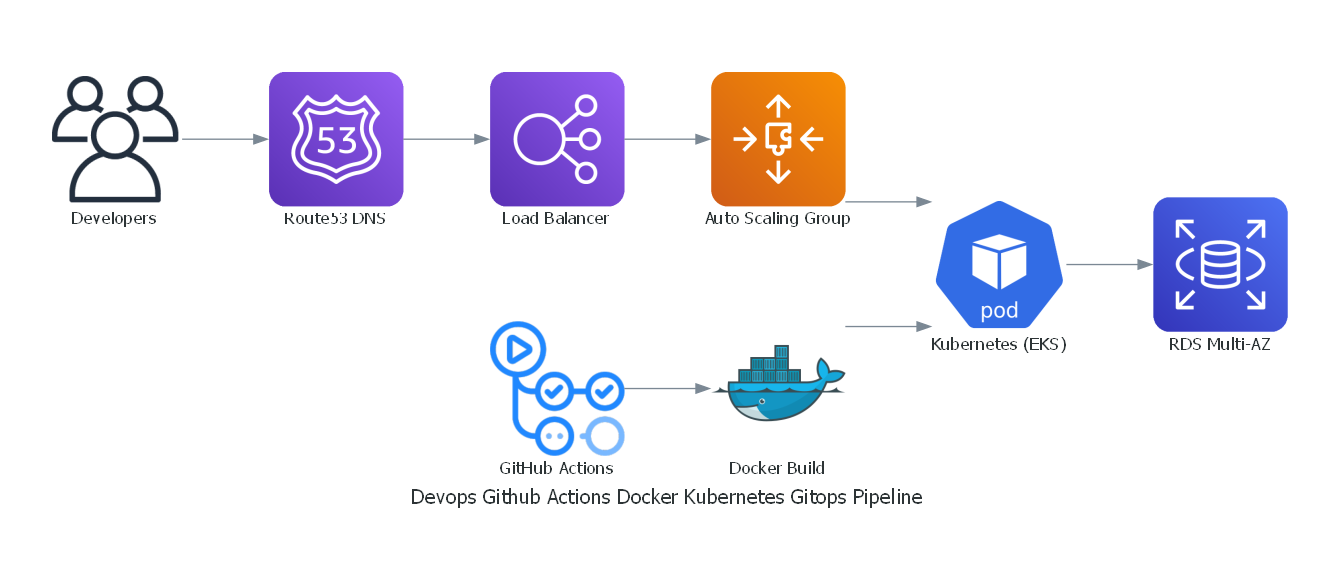 53
Developers
Route53 DNS
Load Balancer
Auto Scaling Group
pod
Kubernetes (EKS)
RDS Multi-AZ
GitHub Actions
Docker Build
Devops Github Actions Docker Kubernetes Gitops Pipeline